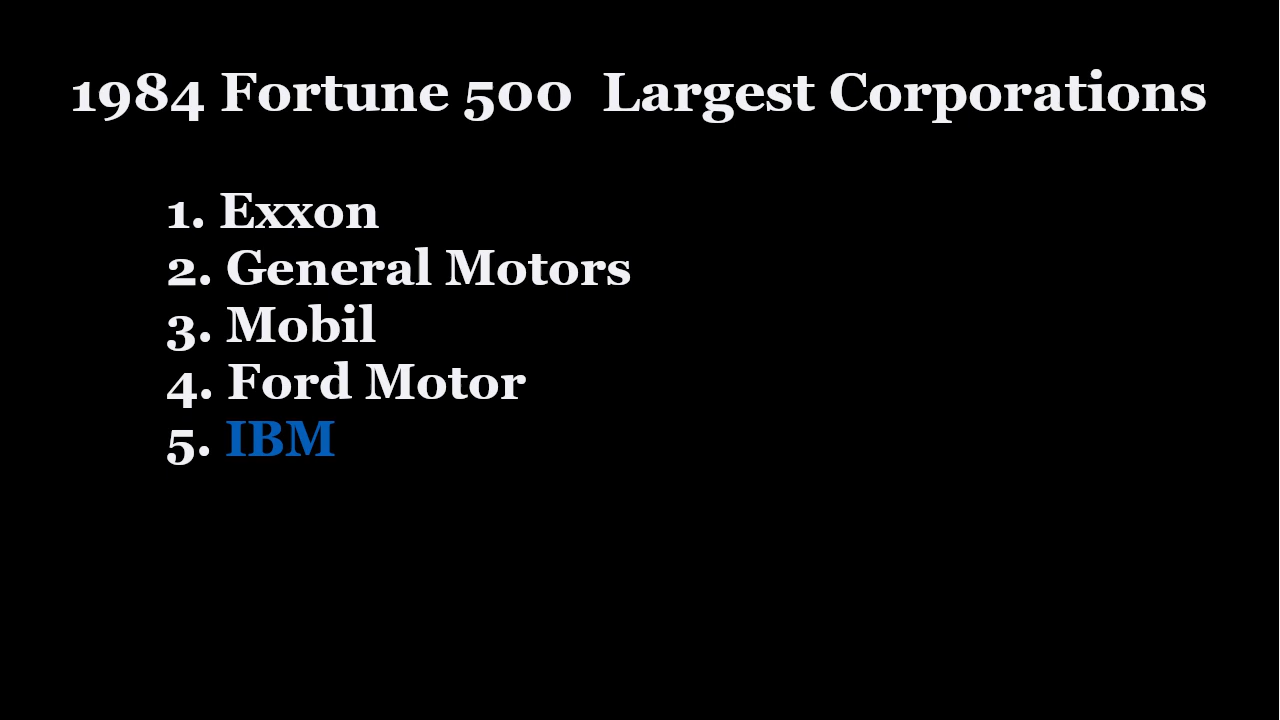 1984 Fortune 500  Largest Corporations
1. Exxon
2. General Motors
3. Mobil
4. Ford Motor
5. IBM